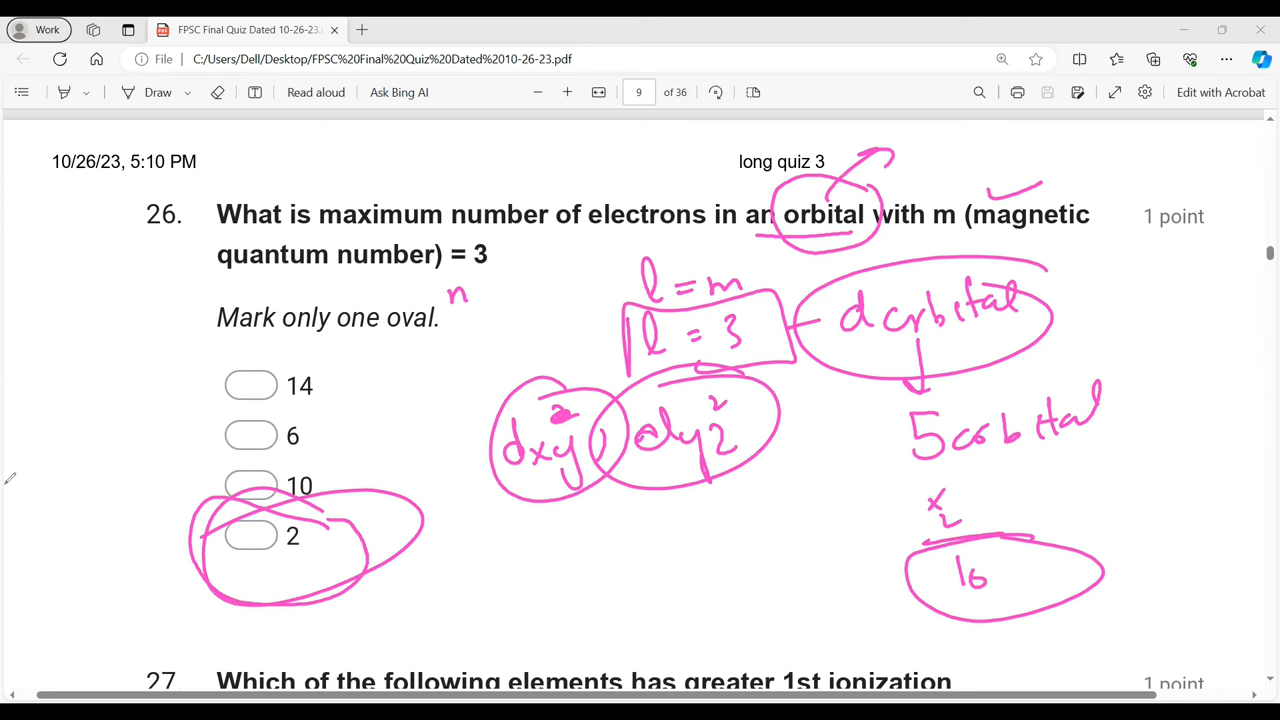 Work
FPSC Final Quiz Dated 10-26-23.
File
C:/Users/Dell/Desktop/FPSC%20Final%20Quiz%20Dated%2010-26-23.pdf
Draw
Read aloud
Ask Bing AI
9
of 36
Edit with Acrobat
10/26/23, 5:10 PM
long quiz 3
26.
What is maximum number of electrons in an orbital with m (magnetic
1 point
quantum number) = 3
l = m
n
d orbital
Mark only one oval.
l = 3
14
5 orbital
6
dxy
10
x2
2
10
27.
Which of the following elements has greater 1st ionization
1 point